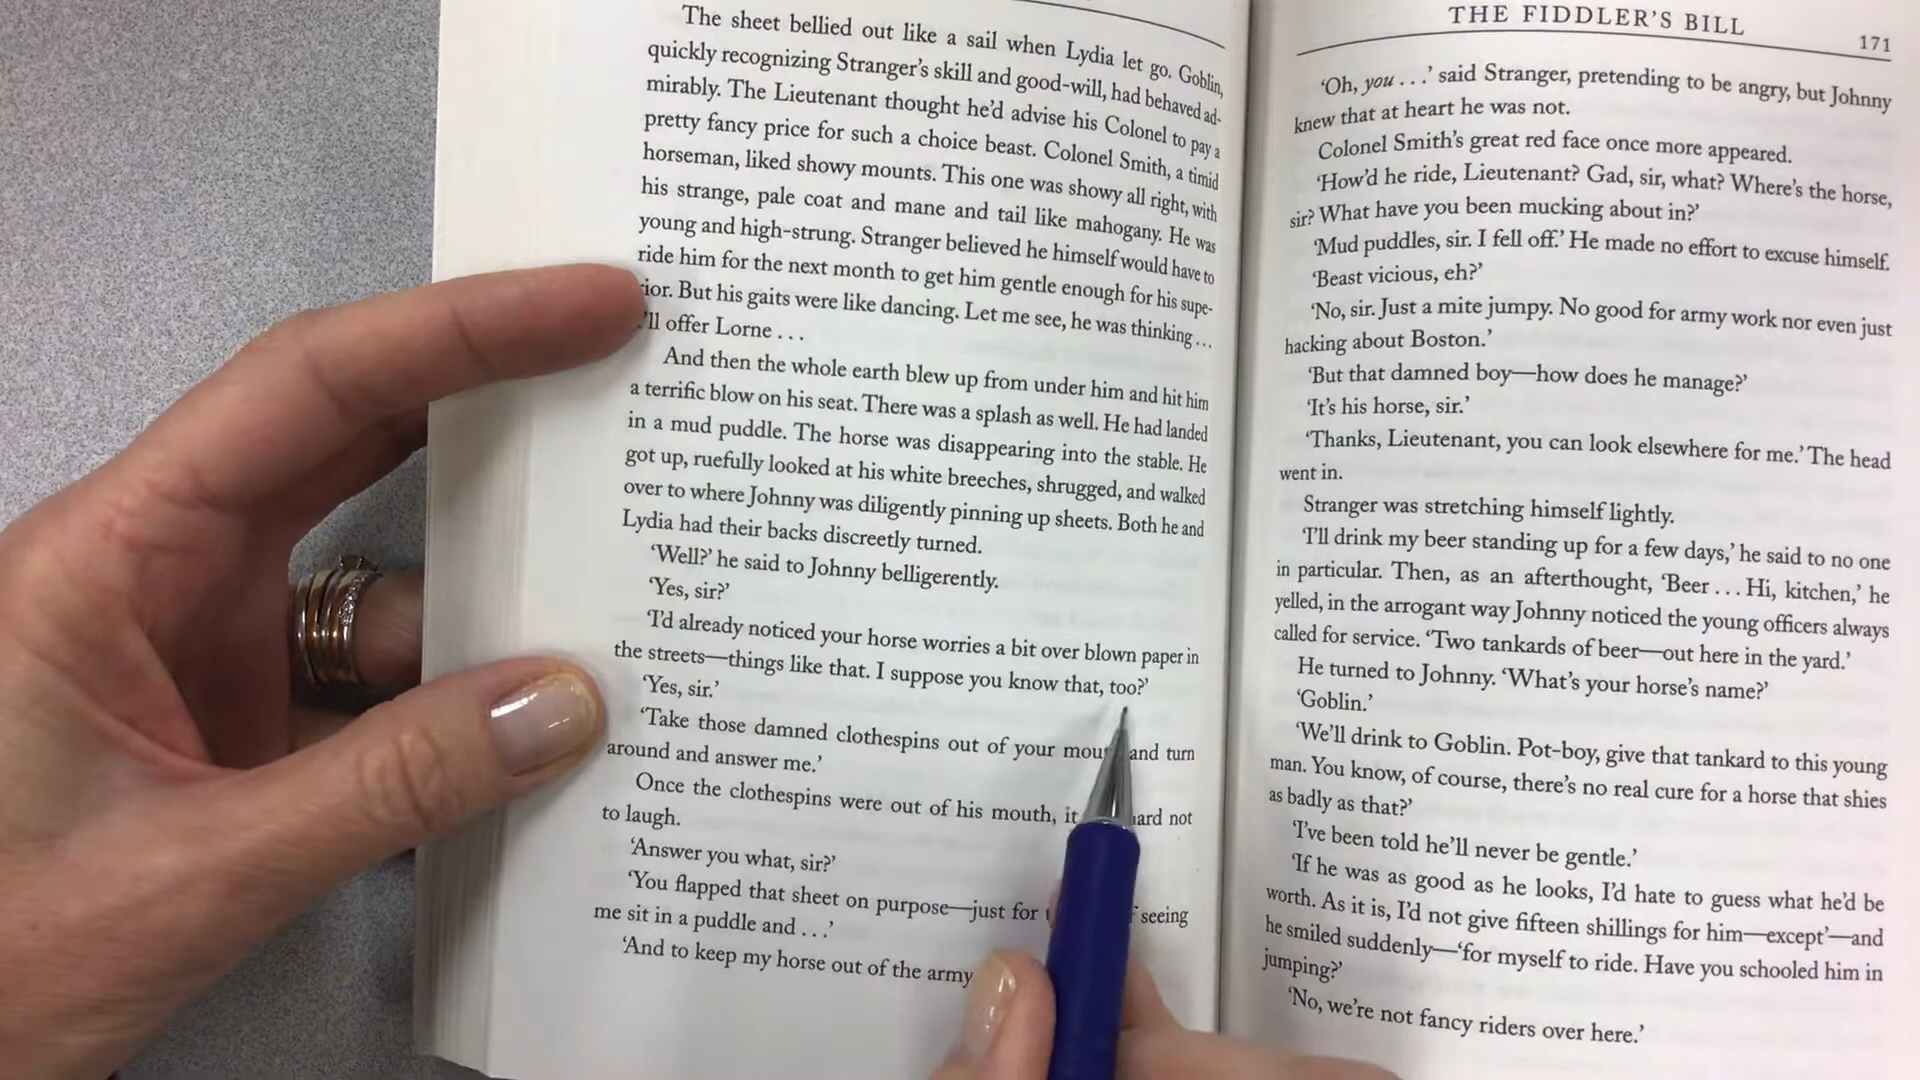 The sheet bellied out like a sail when Lydia let go. Goblin,
quickly recognizing Stranger's skill and good-will, had behaved ad-
mirably. The Lieutenant thought he'd advise his Colonel to pay a
pretty fancy price for such a choice beast. Colonel Smith, a timid
horseman, liked showy mounts. This one was showy all right, with
his strange, pale coat and mane and tail like mahogany. He was
young and high-strung. Stranger believed he himself would have to
ride him for the next month to get him gentle enough for his supe-
rior. But his gaits were like dancing. Let me see, he was thinking ...
I'll offer Lorne ...
And then the whole earth blew up from under him and hit him
a terrific blow on his seat. There was a splash as well. He had landed
in a mud puddle. The horse was disappearing into the stable. He
got up, ruefully looked at his white breeches, shrugged, and walked
over to where Johnny was diligently pinning up sheets. Both he and
Lydia had their backs discreetly turned.
'Well?' he said to Johnny belligerently.
'Yes, sir?'
'I'd already noticed your horse worries a bit over blown paper in
the streets—things like that. I suppose you know that, too?'
'Yes, sir.'
'Take those damned clothespins out of your and turn
around and answer me.'
Once the clothespins were out of his mouth, it hard not
to laugh.
'Answer you what, sir?'
'You flapped that sheet on purpose—just for seeing
me sit in a puddle and ...'
'And to keep my horse out of the army
THE FIDDLER'S BILL 171
'Oh, you ...' said Stranger, pretending to be angry, but Johnny
knew that at heart he was not.
Colonel Smith's great red face once more appeared.
'How'd he ride, Lieutenant? Gad, sir, what? Where's the horse,
sir? What have you been mucking about in?'
'Mud puddles, sir. I fell off.' He made no effort to excuse himself.
'Beast vicious, eh?'
'No, sir. Just a mite jumpy. No good for army work nor even just
hacking about Boston.'
'But that damned boy—how does he manage?'
'It's his horse, sir.'
'Thanks, Lieutenant, you can look elsewhere for me.' The head
went in.
Stranger was stretching himself lightly.
'I'll drink my beer standing up for a few days,' he said to no one
in particular. Then, as an afterthought, 'Beer ... Hi, kitchen,' he
yelled, in the arrogant way Johnny noticed the young officers always
called for service. 'Two tankards of beer—out here in the yard.'
He turned to Johnny. 'What's your horse's name?'
'Goblin.'
'We'll drink to Goblin. Pot-boy, give that tankard to this young
man. You know, of course, there's no real cure for a horse that shies
as badly as that?'
'I've been told he'll never be gentle.'
'If he was as good as he looks, I'd hate to guess what he'd be
worth. As it is, I'd not give fifteen shillings for him—except'—and
he smiled suddenly—'for myself to ride. Have you schooled him in
jumping?'
'No, we're not fancy riders over here.'